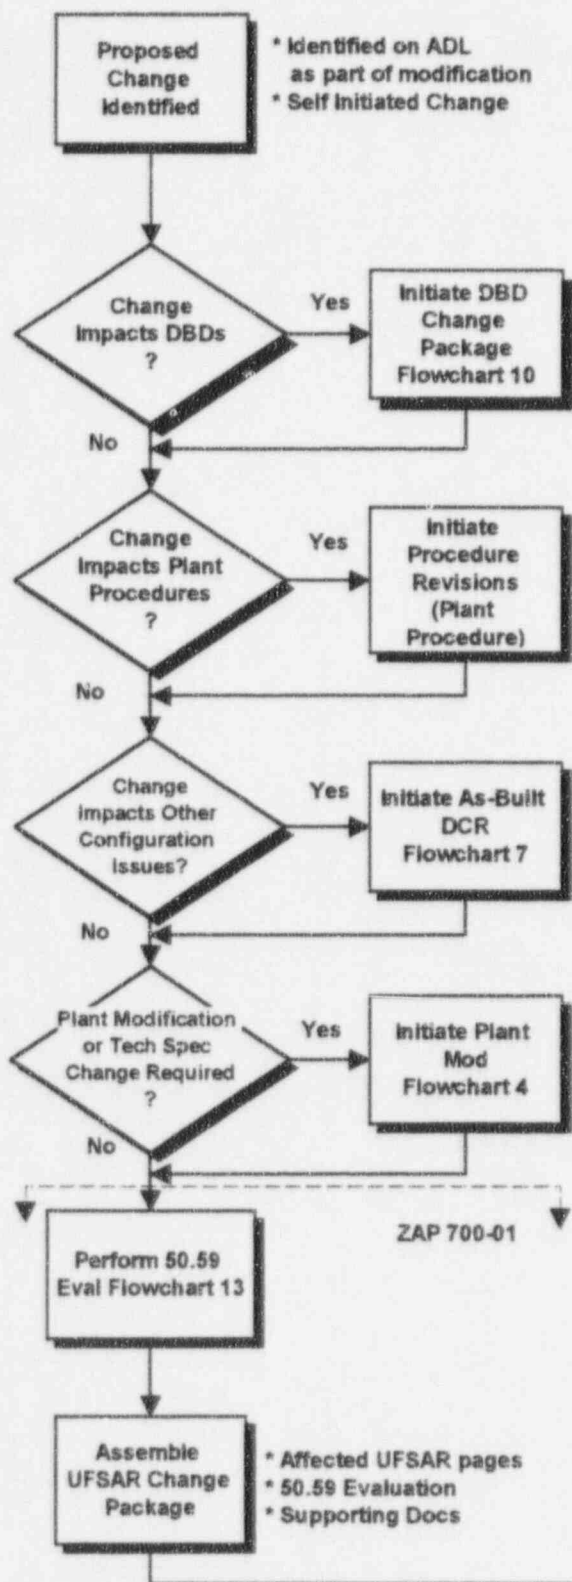 Proposed
Change
Identified
* Identified on ADL
as part of modification
* Self Initiated Change
Change
Impacts DBDs
?
Yes
Initiate DBD
Change
Package
Flowchart 10
No
Change
Impacts Plant
Procedures
?
Yes
Initiate
Procedure
Revisions
(Plant
Procedure)
No
Change
Impacts Other
Configuration
Issues?
Yes
Initiate As-Built
DCR
Flowchart 7
No
Plant Modification
or Tech Spec
Change Required
?
Yes
Initiate Plant
Mod
Flowchart 4
No
ZAP 700-01
Perform 50.59
Eval Flowchart 13
Assemble
UFSAR Change
Package
* Affected UFSAR pages
* 50.59 Evaluation
* Supporting Docs